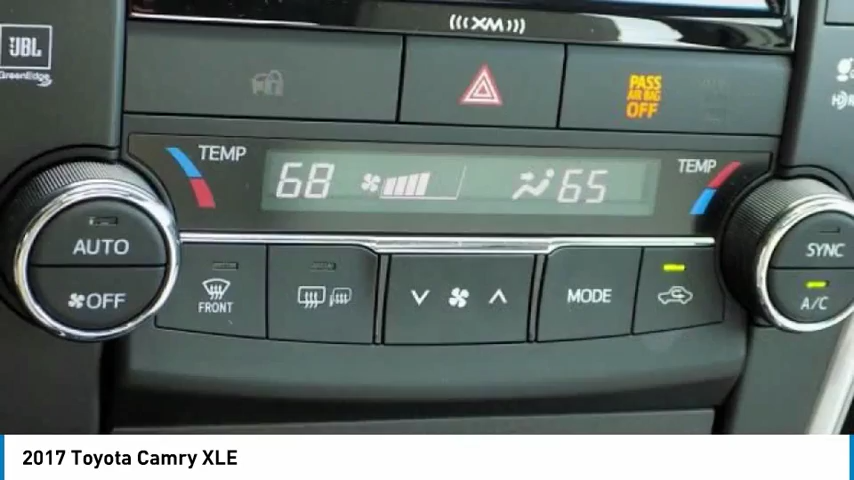 (((XM)))
JBL
GreenEdge
PASS
AIR BAG
OFF
TEMP
68
65
TEMP
AUTO
OFF
FRONT
MODE
SYNC
A/C
2017 Toyota Camry XLE